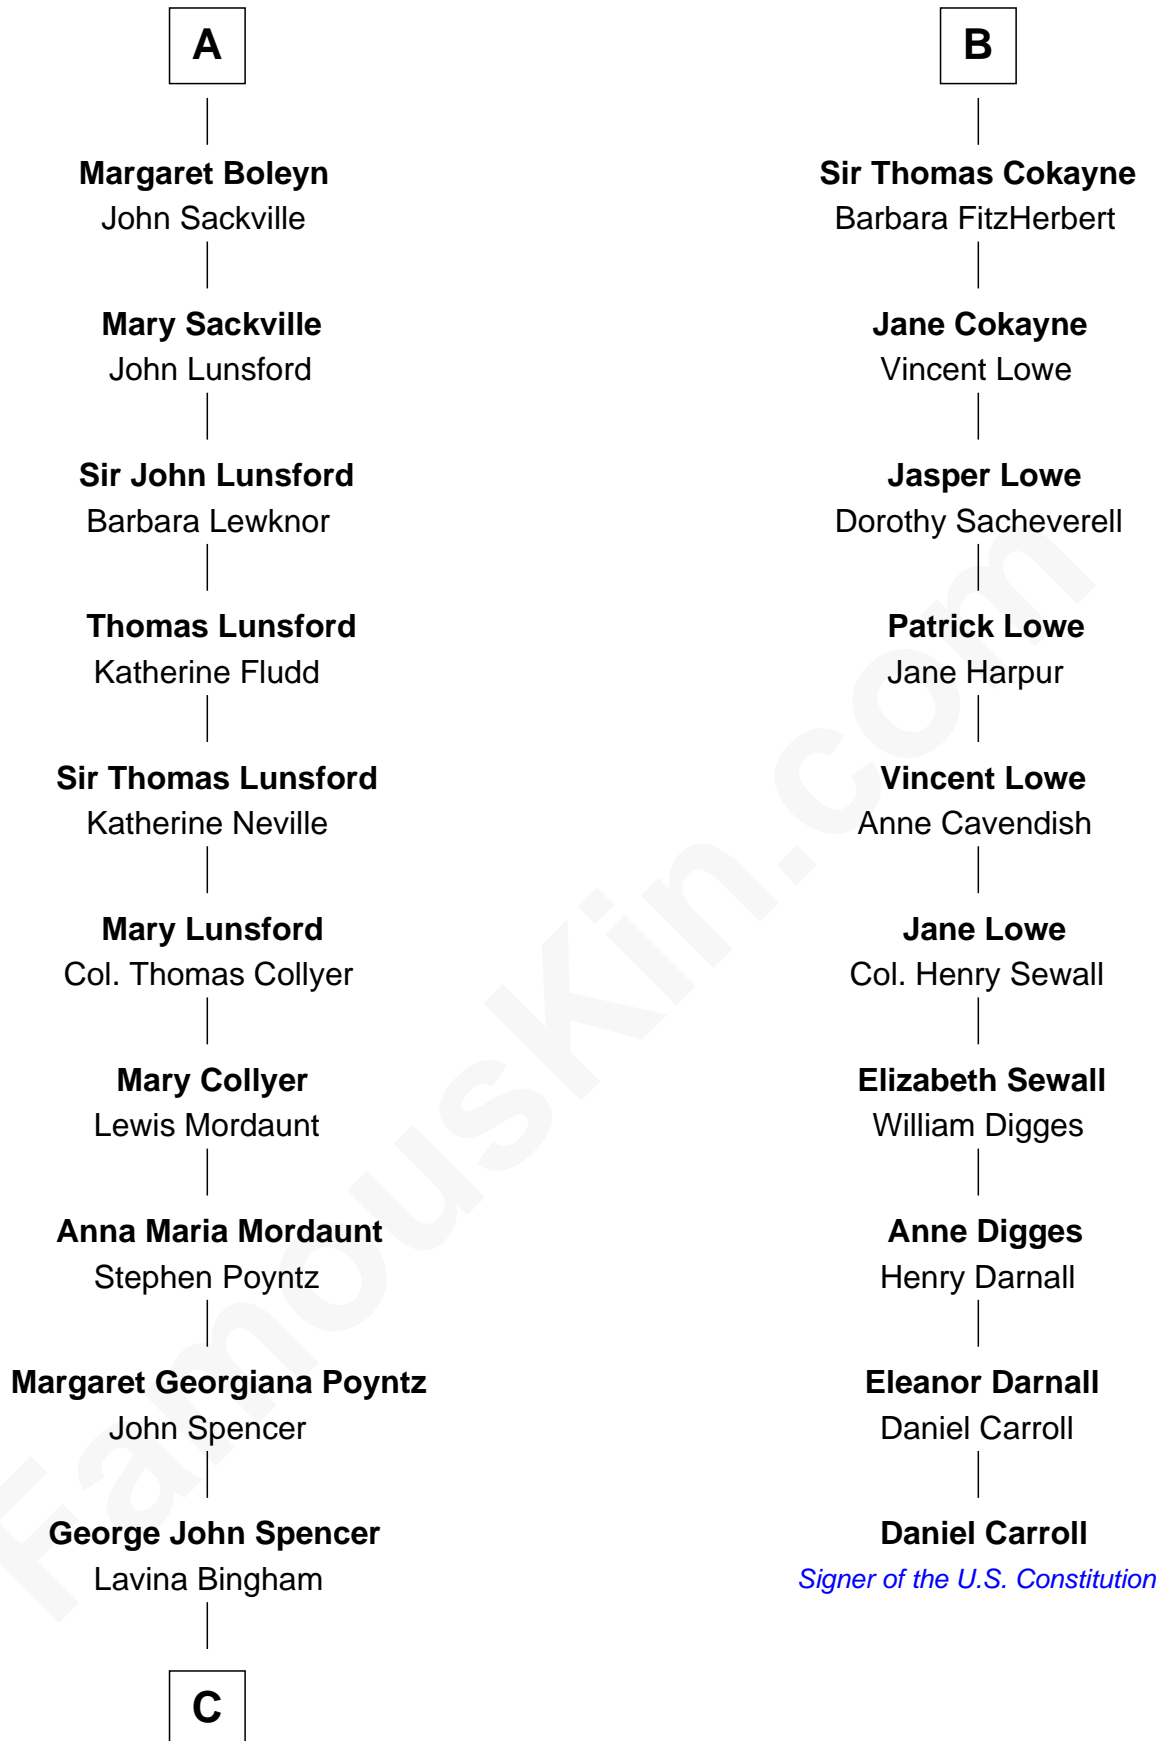 A
Margaret Boleyn
John Sackville
Mary Sackville
John Lunsford
Sir John Lunsford
Barbara Lewknor
Thomas Lunsford
Katherine Fludd
Sir Thomas Lunsford
Katherine Neville
Mary Lunsford
Col. Thomas Collyer
Mary Collyer
Lewis Mordaunt
Anna Maria Mordaunt
Stephen Poyntz
Margaret Georgiana Poyntz
John Spencer
George John Spencer
Lavina Bingham
C
B
Sir Thomas Cokayne
Barbara FitzHerbert
Jane Cokayne
Vincent Lowe
Jasper Lowe
Dorothy Sacheverell
Patrick Lowe
Jane Harpur
Vincent Lowe
Anne Cavendish
Jane Lowe
Col. Henry Sewall
Elizabeth Sewall
William Digges
Anne Digges
Henry Darnall
Eleanor Darnall
Daniel Carroll
Daniel Carroll
Signer of the U.S. Constitution
FamousKin.com